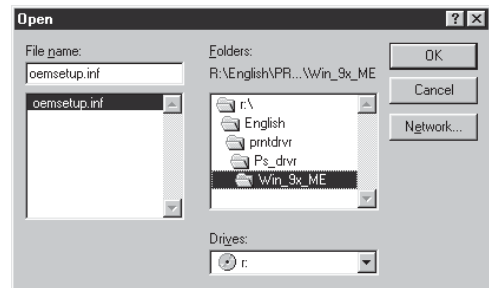 Open
File name:
oemsetup.inf
oemsetup.inf
Folders:
R:\English\PR...\Win_9x_ME
r:\
English
prntdrvr
Ps_drvr
Win_9x_ME
Drives:
r:
OK
Cancel
Network...